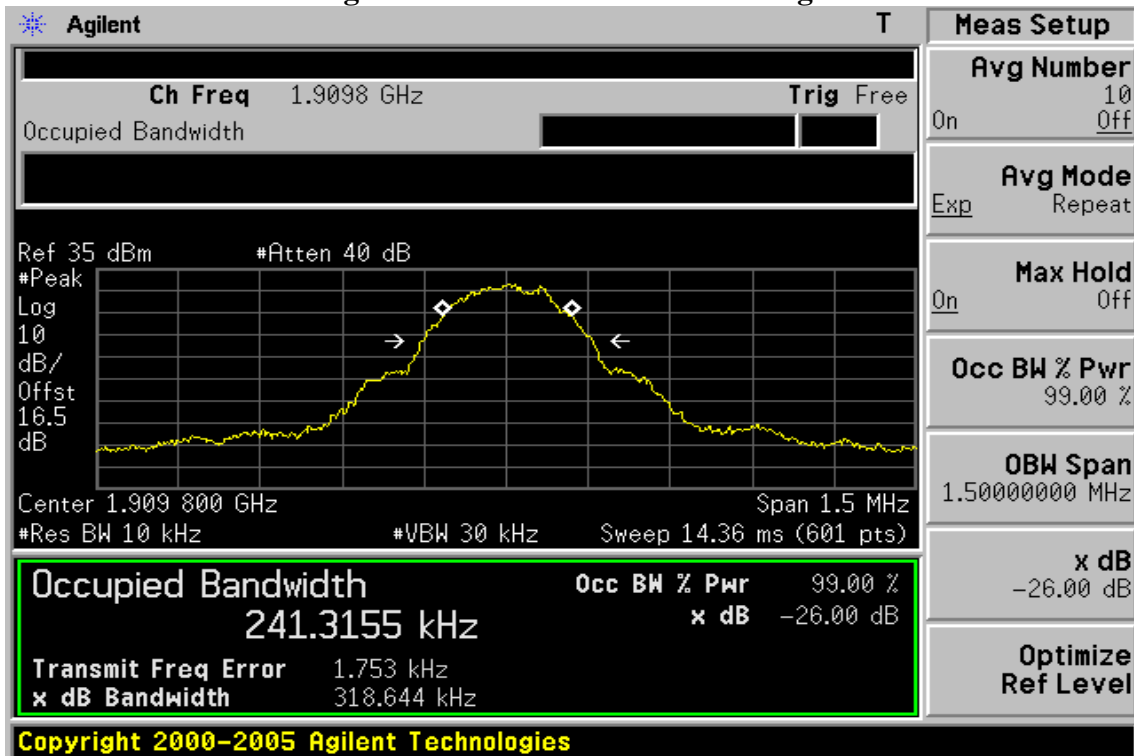 Agilent T
Ch Freq 1.9098 GHz Trig Free
Occupied Bandwidth
Ref 35 dBm #Atten 40 dB
#Peak
Log
10
dB/
Offst
16.5
dB
Center 1.909 800 GHz Span 1.5 MHz
#Res BW 10 kHz #VBW 30 kHz Sweep 14.36 ms (601 pts)
Occupied Bandwidth Occ BW % Pwr 99.00 %
241.3155 kHz x dB -26.00 dB
Transmit Freq Error 1.753 kHz
x dB Bandwidth 318.644 kHz
Copyright 2000-2005 Agilent Technologies
Meas Setup
Avg Number
10
On Off
Avg Mode
Exp Repeat
Max Hold
On Off
Occ BW % Pwr
99.00 %
OBW Span
1.50000000 MHz
x dB
-26.00 dB
Optimize
Ref Level